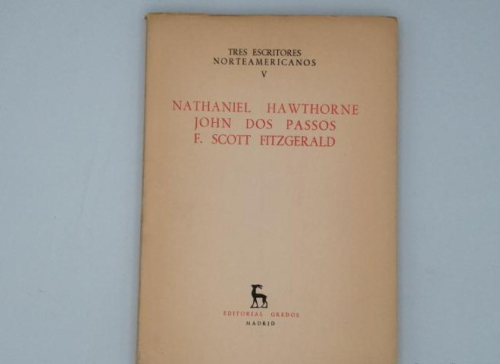 TRES ESCRITORES
NORTEAMERICANOS
V
NATHANIEL HAWTHORNE
JOHN DOS PASSOS
F. SCOTT FITZGERALD
EDITORIAL GREDOS
MADRID